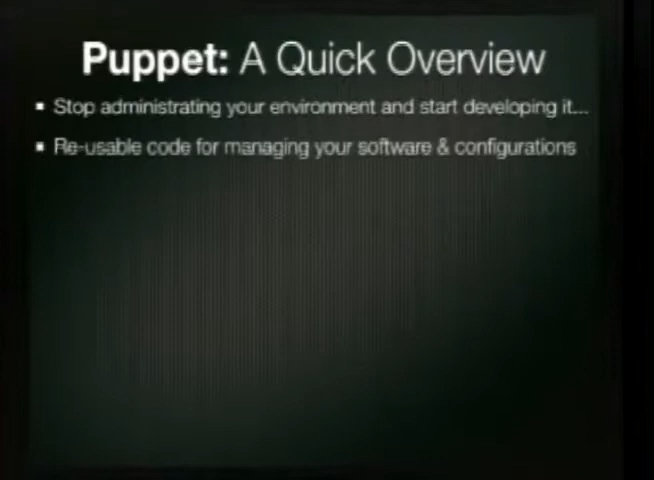 Puppet: A Quick Overview
Stop administrating your environment and start developing it...
Re-usable code for managing your software & configurations